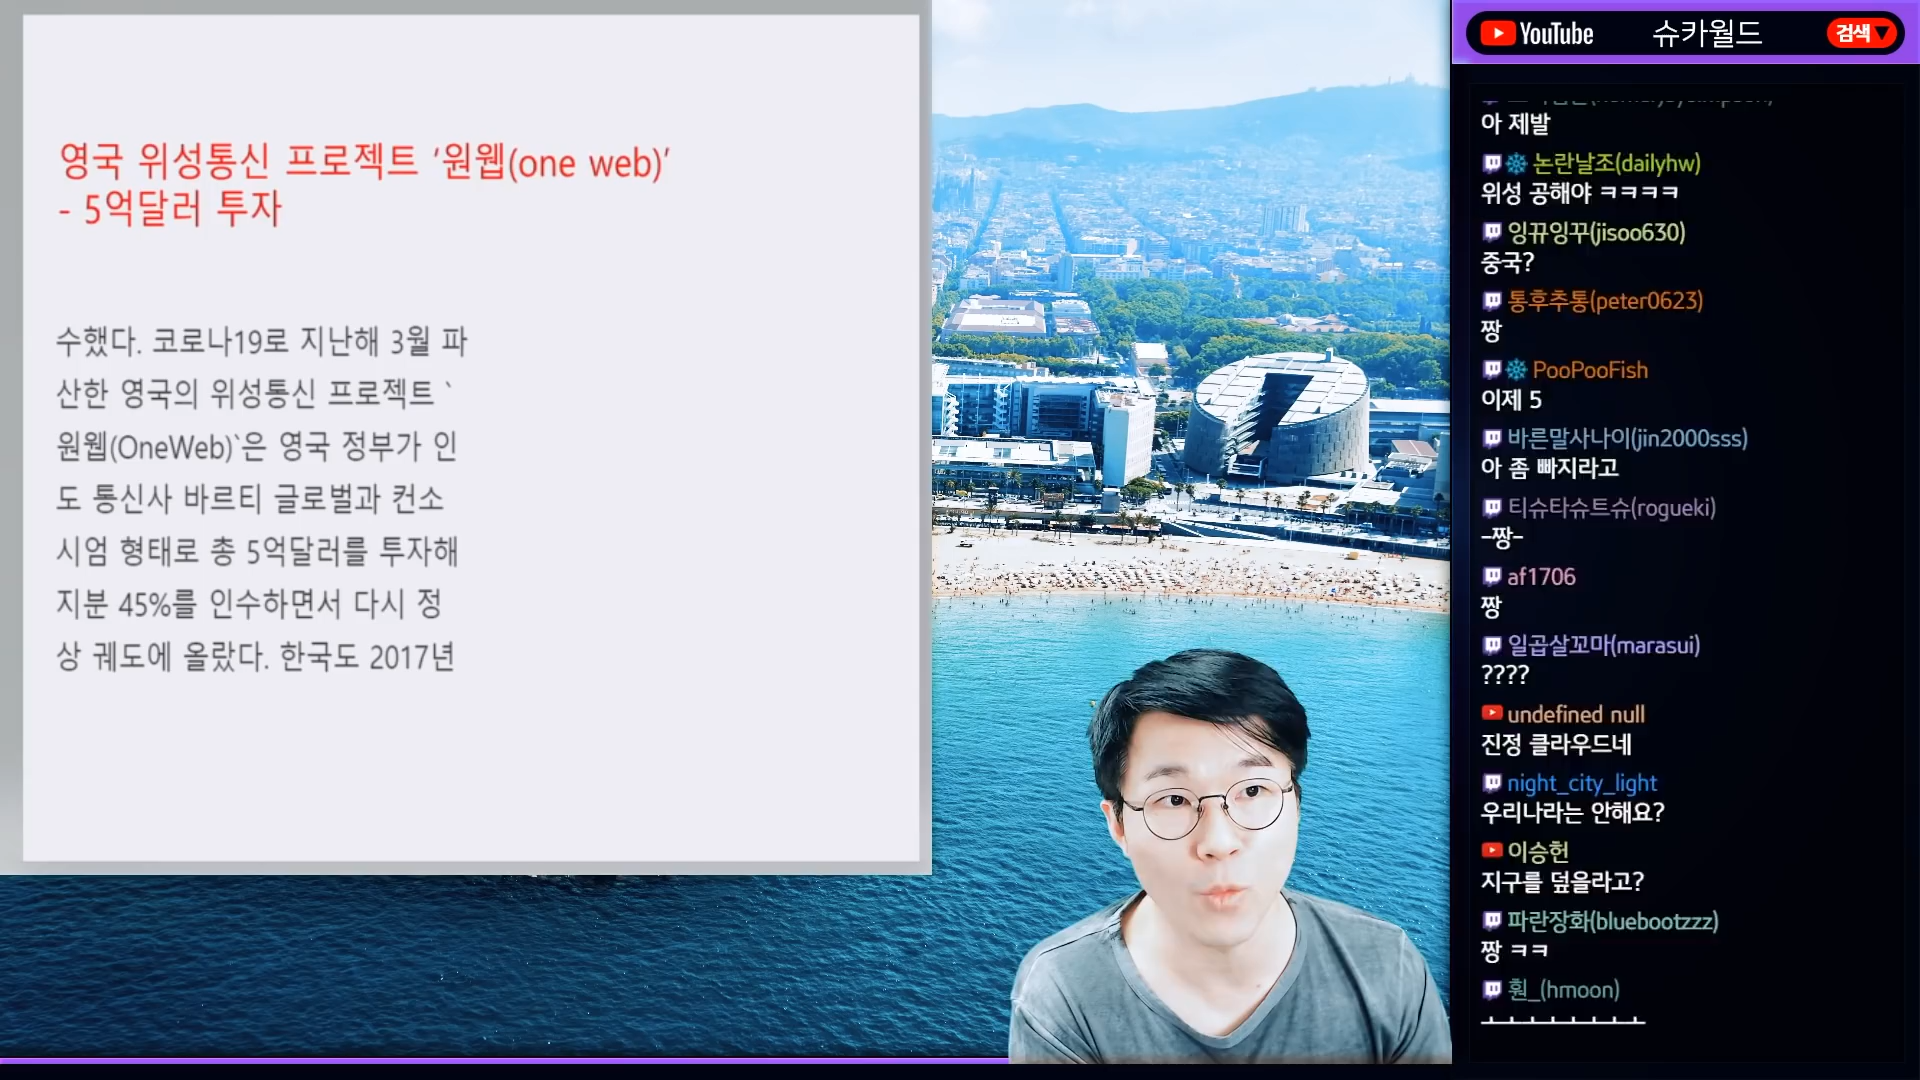 영국 위성통신 프로젝트 ‘원웹(one web)’
- 5억달러 투자
수했다. 코로나19로 지난해 3월 파
산한 영국의 위성통신 프로젝트 `
원웹(OneWeb)`은 영국 정부가 인
도 통신사 바르티 글로벌과 컨소
시엄 형태로 총 5억달러를 투자해
지분 45%를 인수하면서 다시 정
상 궤도에 올랐다. 한국도 2017년
YouTube 슈카월드 검색▼
아 제발
논란날조(dailyhw)
위성 공해야 ㅋㅋㅋㅋ
잉뀨잉꾸(jisoo630)
중국?
통후추통(peter0623)
짱
PooPooFish
이제 5
바른말사나이(jin2000sss)
아 좀 빠지라고
티슈타슈트슈(rogueki)
-짱-
af1706
짱
일곱살꼬마(marasui)
????
undefined null
진정 클라우드네
night_city_light
우리나라는 안해요?
이승헌
지구를 덮을라고?
파란장화(bluebootzzz)
짱 ㅋㅋ
훤_(hmoon)